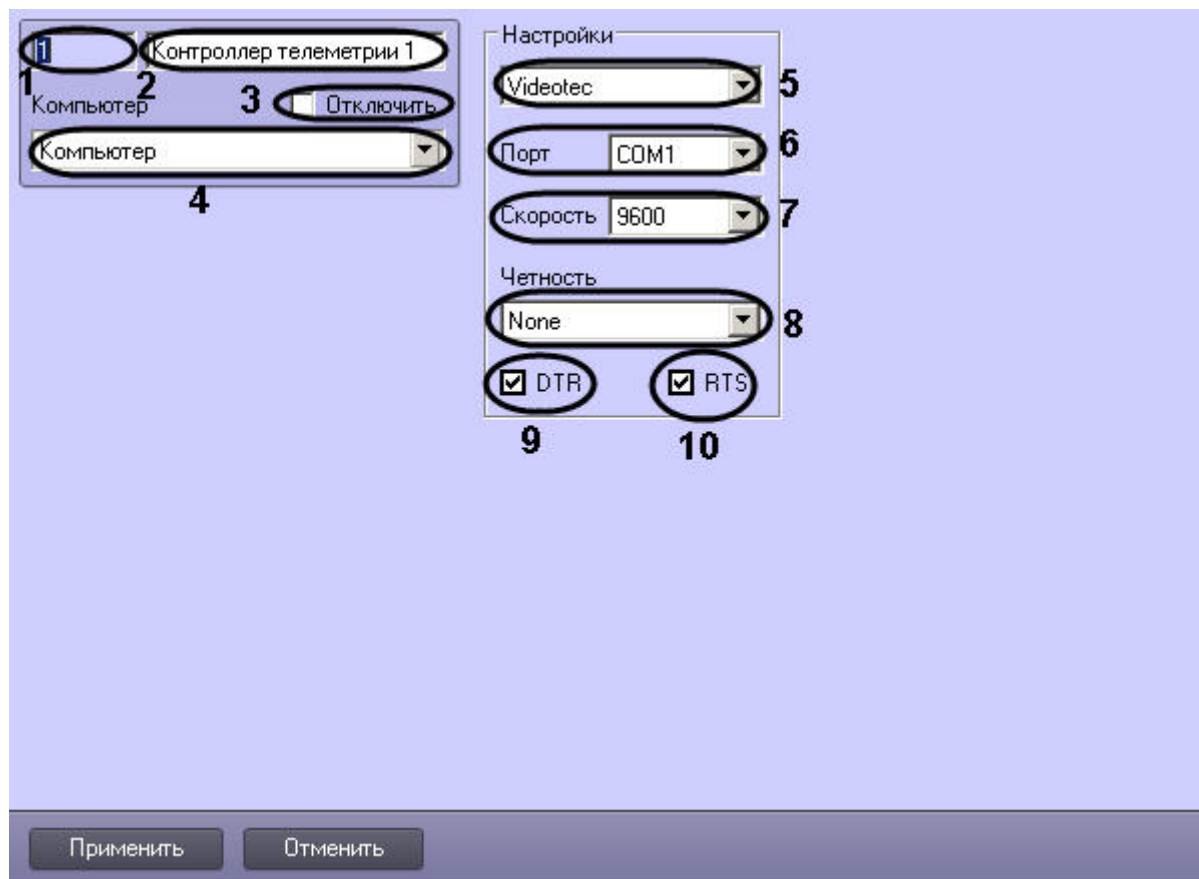 1 Контроллер телеметрии 1
1 2
Компьютер 3 Отключить
Компьютер
4
Настройки
Videotec 5
Порт COM1 6
Скорость 9600 7
Четность
None 8
DTR RTS
9 10
Применить Отменить